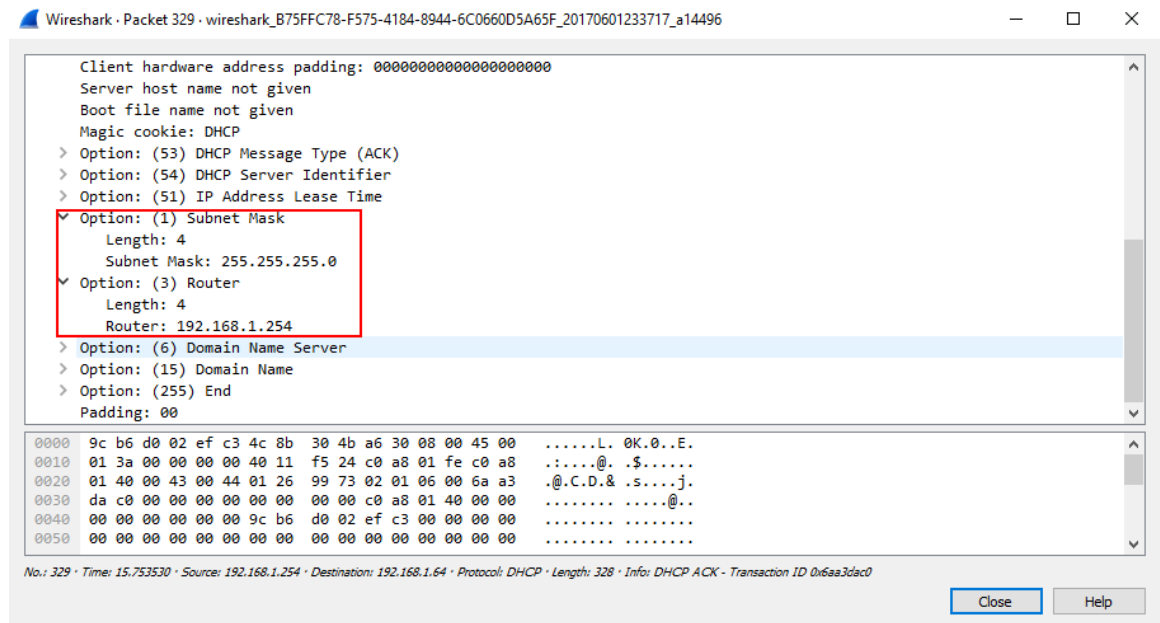 Wireshark · Packet 329 · wireshark_B75FFC78-F575-4184-8944-6C0660D5A65F_20170601233717_a14496
Client hardware address padding: 00000000000000000000
Server host name not given
Boot file name not given
Magic cookie: DHCP
Option: (53) DHCP Message Type (ACK)
Option: (54) DHCP Server Identifier
Option: (51) IP Address Lease Time
Option: (1) Subnet Mask
Length: 4
Subnet Mask: 255.255.255.0
Option: (3) Router
Length: 4
Router: 192.168.1.254
Option: (6) Domain Name Server
Option: (15) Domain Name
Option: (255) End
Padding: 00
0000 9c b6 d0 02 ef c3 4c 8b 30 4b a6 30 08 00 45 00 ......L. 0K.0..E.
0010 01 3a 00 00 00 00 40 11 f5 24 c0 a8 01 fe c0 a8 .:....@. .$......
0020 01 40 00 43 00 44 01 26 99 73 02 01 06 00 6a a3 .@.C.D.& .s....j.
0030 da c0 00 00 00 00 00 00 00 00 c0 a8 01 40 00 00 ........ .....@..
0040 00 00 00 00 00 00 9c b6 d0 02 ef c3 00 00 00 00 ........ ........
0050 00 00 00 00 00 00 00 00 00 00 00 00 00 00 00 00 ........ ........
No.: 329 · Time: 15.753530 · Source: 192.168.1.254 · Destination: 192.168.1.64 · Protocol: DHCP · Length: 328 · Info: DHCP ACK - Transaction ID 0x6aa3dac0
Close Help